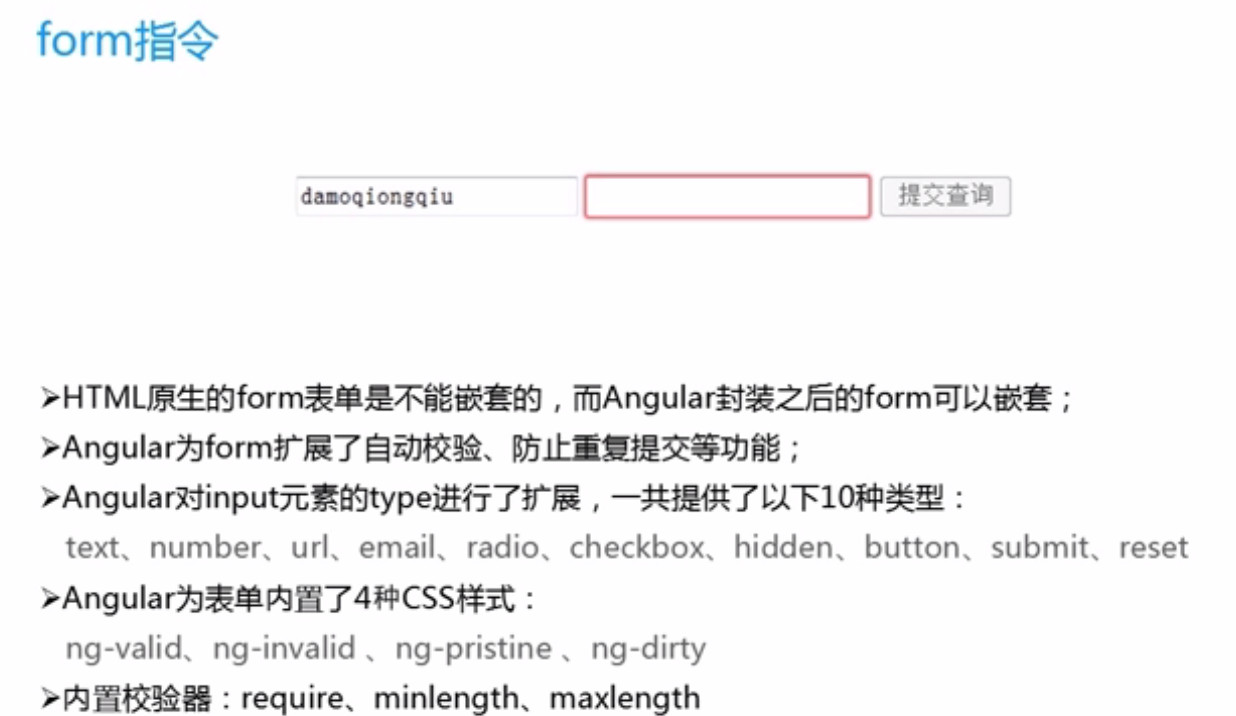 form指令
damoqiongqiu 提交查询
➢HTML原生的form表单是不能嵌套的，而Angular封装之后的form可以嵌套；
➢Angular为form扩展了自动校验、防止重复提交等功能；
➢Angular对input元素的type进行了扩展，一共提供了以下10种类型：
text、number、url、email、radio、checkbox、hidden、button、submit、reset
➢Angular为表单内置了4种CSS样式：
ng-valid、ng-invalid 、ng-pristine 、ng-dirty
➢内置校验器：require、minlength、maxlength